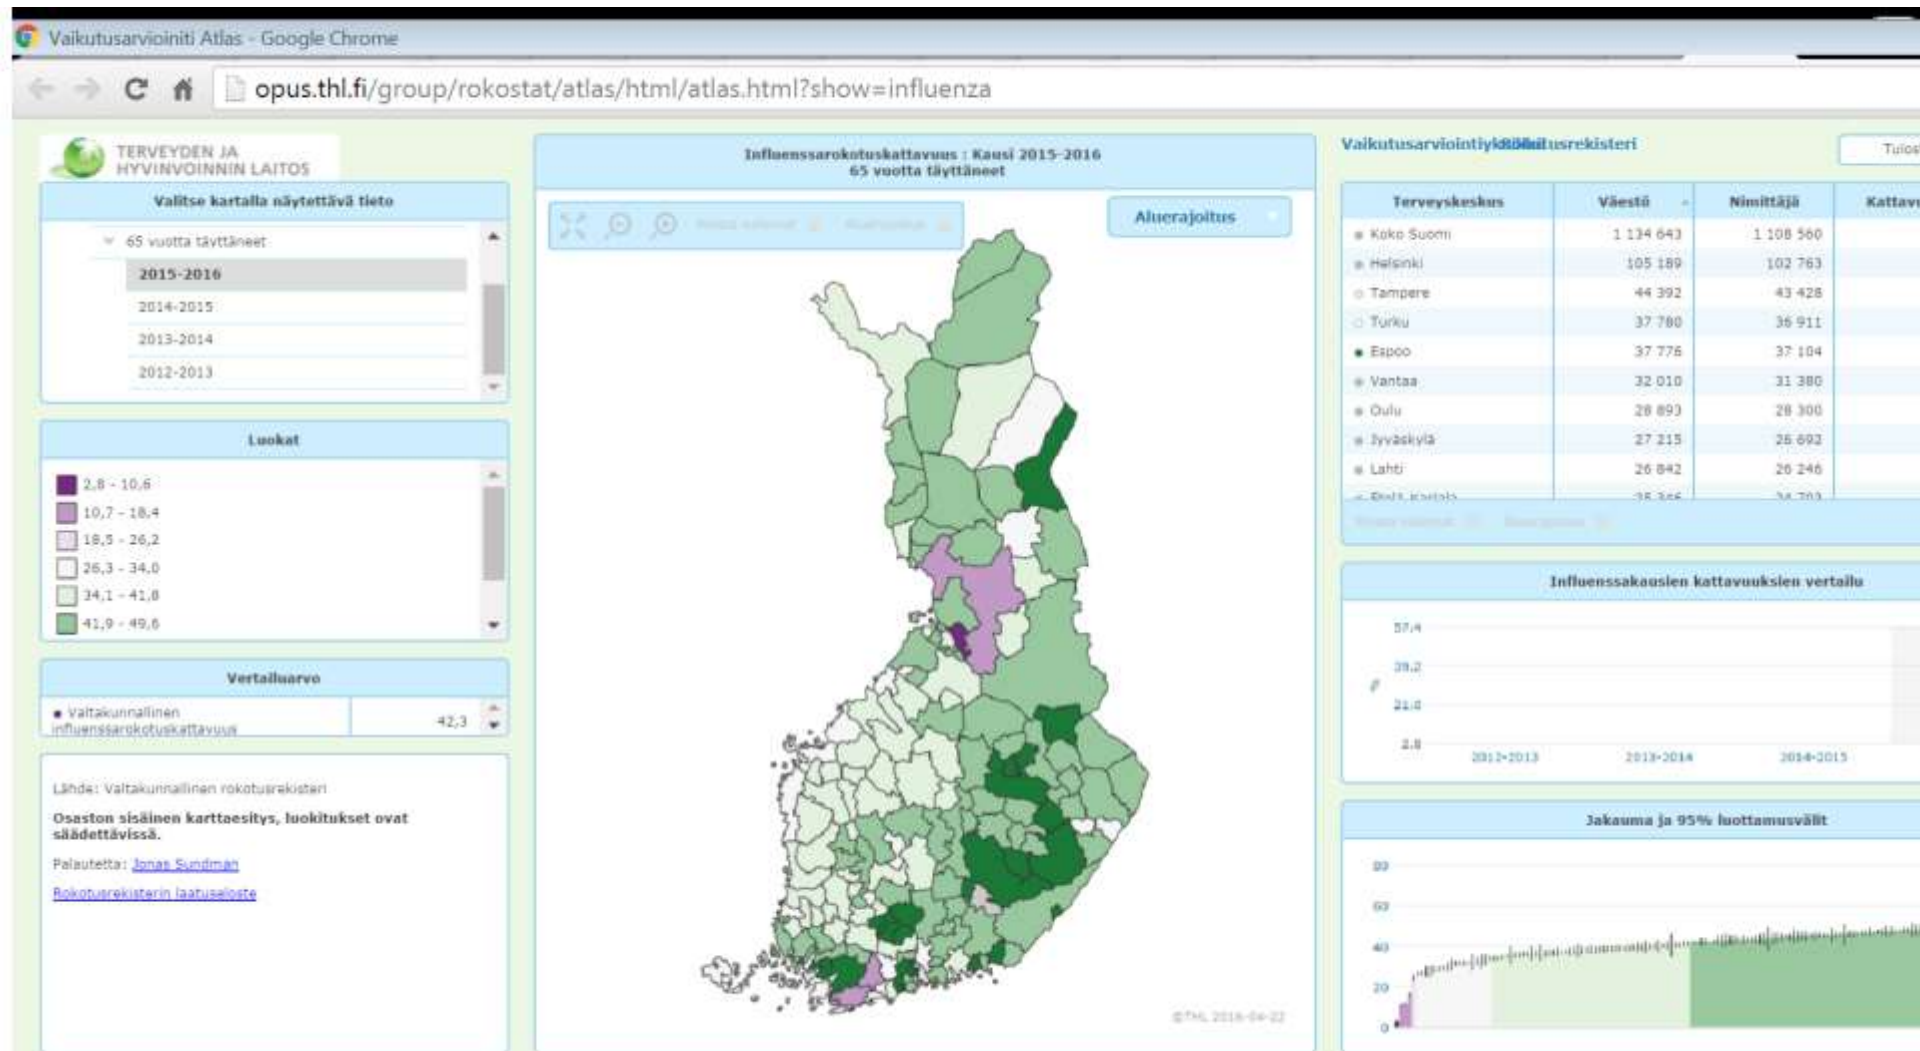 Vaikutusarvioiniti Atlas - Google Chrome
opus.thl.fi/group/rokostat/atlas/html/atlas.html?show=influenza
TERVEYDEN JA
HYVINVOINNIN LAITOS
Valitse kartalla näytettävä tieto
65 vuotta täyttäneet
2015-2016
2014-2015
2013-2014
2012-2013
Luokat
2,8 - 10,6
10,7 - 18,4
18,5 - 26,2
26,3 - 34,0
34,1 - 41,8
41,9 - 49,6
Vertailuarvo
Valtakunnallinen
influenssarokotuskattavuus
42,3
Lähde: Valtakunnallinen rokotusrekisteri
Osaston sisäinen karttaesitys, luokitukset ovat
säädettävissä.
Palautetta: Jonas Sundman
Rokotusrekisterin laatuseloste
Influenssarokotuskattavuus : Kausi 2015-2016
65 vuotta täyttäneet
Aluerajoitus
©THL 2016-04-22
Tulos
Terveyskeskus Väestö Nimittäjä Kattavu
Koko Suomi 1 134 643 1 108 560
Helsinki 105 189 102 763
Tampere 44 392 43 428
Turku 37 780 36 911
Espoo 37 776 37 104
Vantaa 32 010 31 380
Oulu 28 893 28 300
Jyväskylä 27 215 26 692
Lahti 26 842 26 246
Influenssakausien kattavuuksien vertailu
57,4
39,2
21,0
2,8
%
2012-2013 2013-2014 2014-2015
Jakauma ja 95% luottamusvälit
80
60
40
20
0